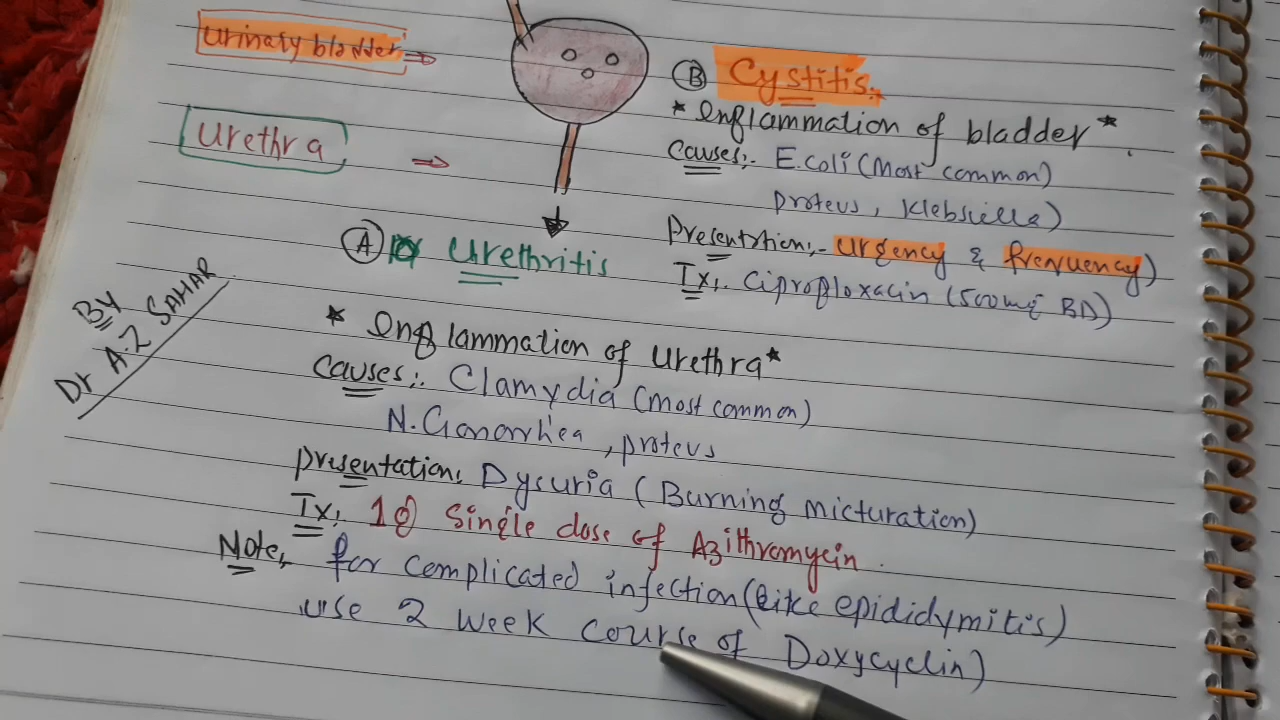 Urinary bladder
Urethra
(B) Cystitis:
* Inflammation of bladder *
Causes:- E.coli (Most common)
Proteus, Klebsiella)
Presentation:- Urgency & frequency)
Tx:- Ciprofloxacin (500mg BD)
(A) Urethritis
* Inflammation of Urethra *
Causes:- Clamydia (most common)
N. Gonorrhea, proteus
Presentation: Dysuria (Burning micturation)
Tx: 1g Single dose of Azithromycin.
Note, for complicated infection (Like epididymitis)
use 2 week course of Doxycyclin)
By
Dr A.Z SAHAR